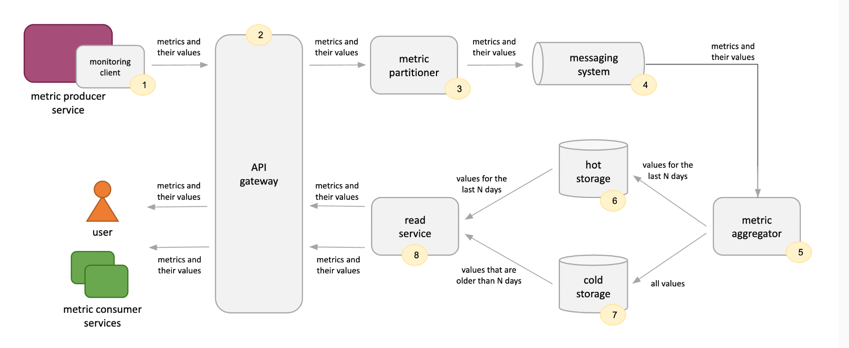 metrics and
their values
metrics and
their values
metrics and
their values
metrics and
their values
monitoring
client
1
metric producer
service
2
API
gateway
metric
partitioner
3
messaging
system
4
hot
storage
6
values for the
last N days
values for the
last N days
metrics and
their values
metrics and
their values
user
read
service
8
metric
aggregator
5
metrics and
their values
metrics and
their values
values that are
older than N days
cold
storage
7
all values
metric consumer
services